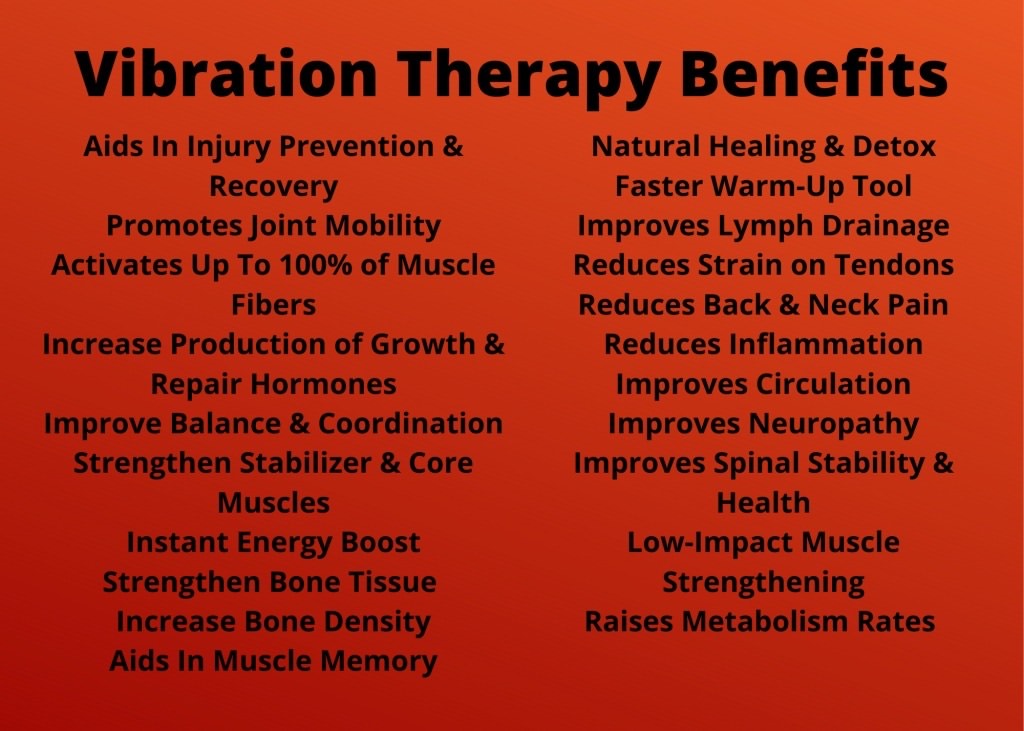 Vibration Therapy Benefits
Aids In Injury Prevention &
Recovery
Promotes Joint Mobility
Activates Up To 100% of Muscle
Fibers
Increase Production of Growth &
Repair Hormones
Improve Balance & Coordination
Strengthen Stabilizer & Core
Muscles
Instant Energy Boost
Strengthen Bone Tissue
Increase Bone Density
Aids In Muscle Memory
Natural Healing & Detox
Faster Warm-Up Tool
Improves Lymph Drainage
Reduces Strain on Tendons
Reduces Back & Neck Pain
Reduces Inflammation
Improves Circulation
Improves Neuropathy
Improves Spinal Stability &
Health
Low-Impact Muscle
Strengthening
Raises Metabolism Rates